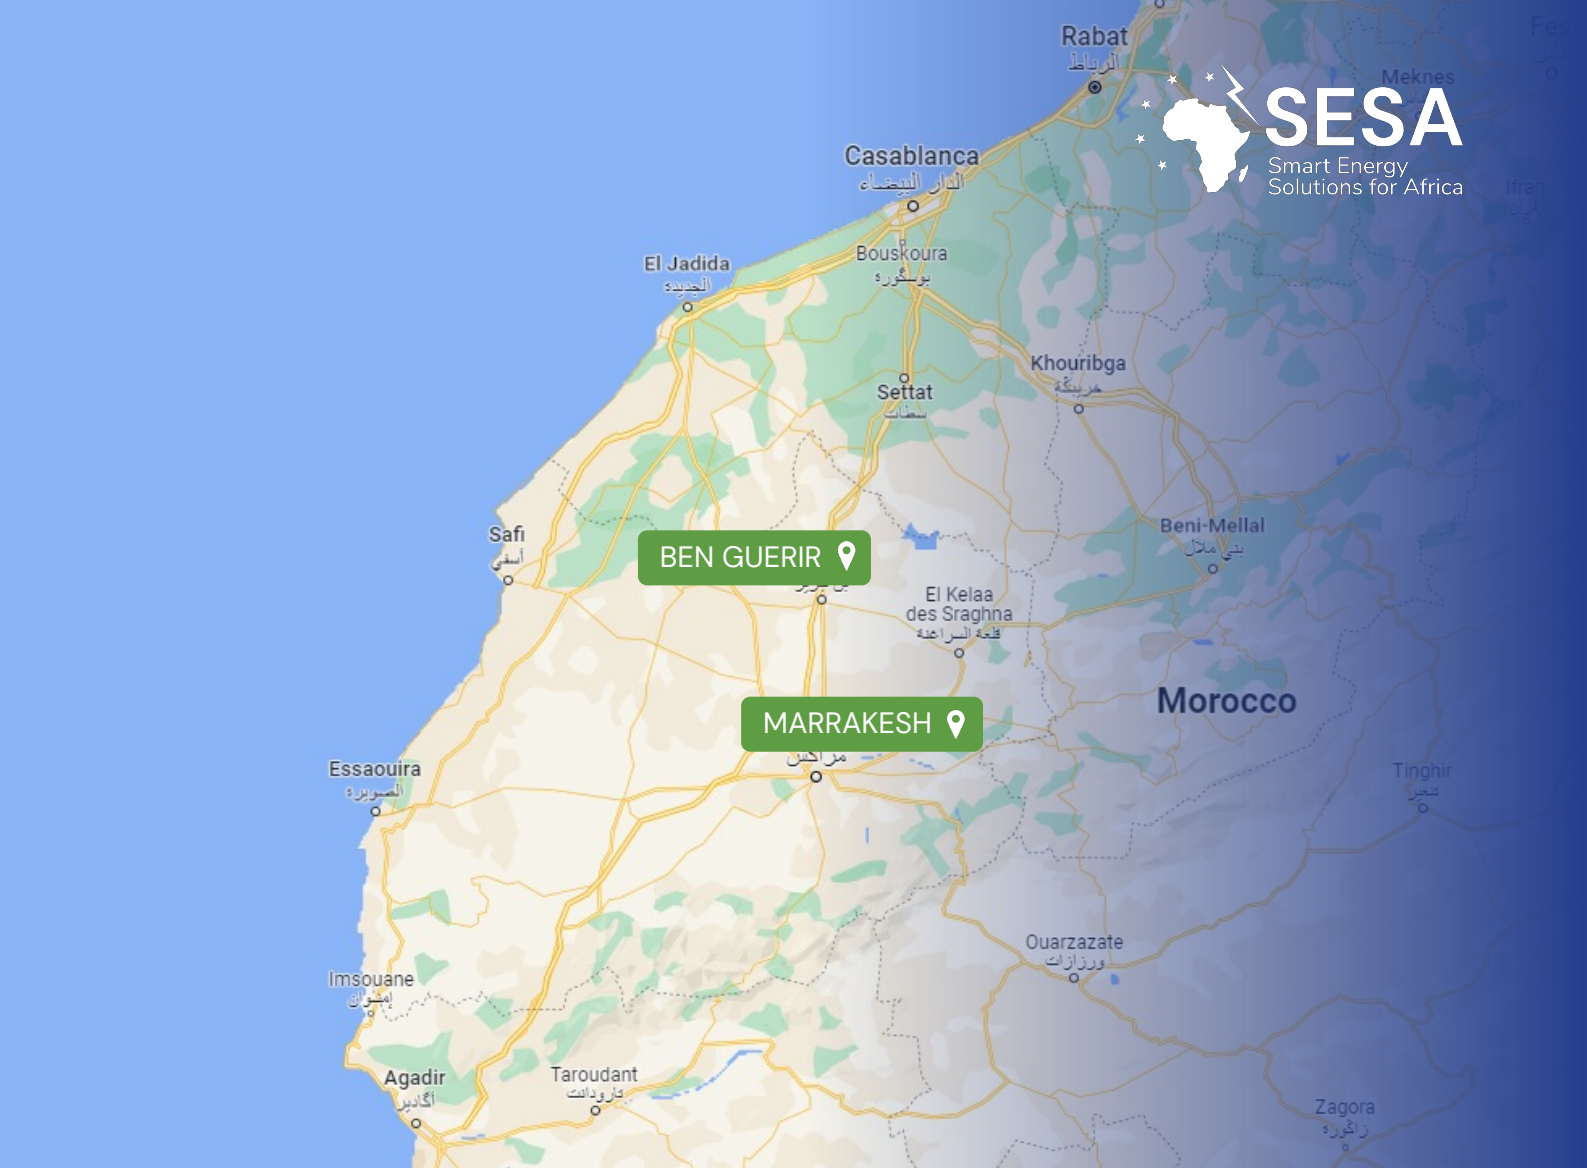 Rabat
الرباط
Fes
Meknes
SESA
Smart Energy
Solutions for Africa
Casablanca
الدار البيضاء
Ifran
El Jadida
الجديدة
Bouskoura
بوسكورة
Khouribga
خريبكة
Settat
سطات
Safi
أسفي
Beni-Mellal
بني ملال
BEN GUERIR
El Kelaa
des Sraghna
قلعة السراغنة
Morocco
MARRAKESH
مراكش
Essaouira
الصويرة
Tinghir
تنغير
Ouarzazate
ورزازات
Imsouane
إمسوان
Agadir
أكادير
Taroudant
تارودانت
Zagora
زاكورة